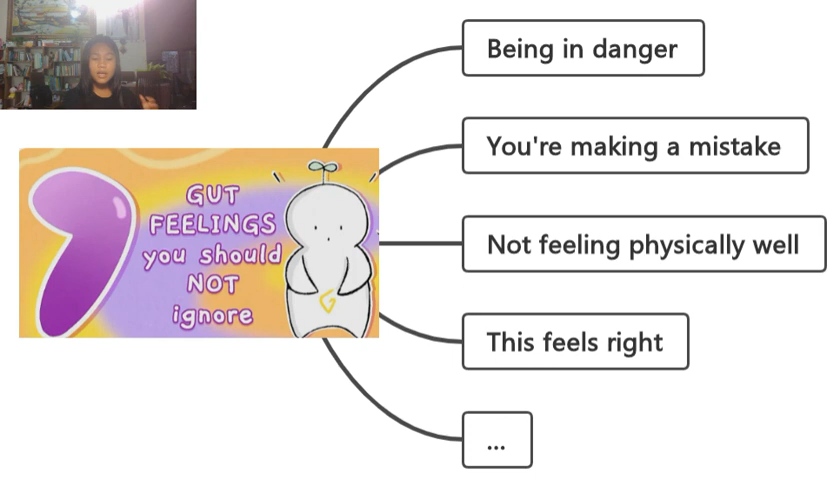 7
GUT
FEELINGS
you should
NOT
ignore
Being in danger
You're making a mistake
Not feeling physically well
This feels right
...